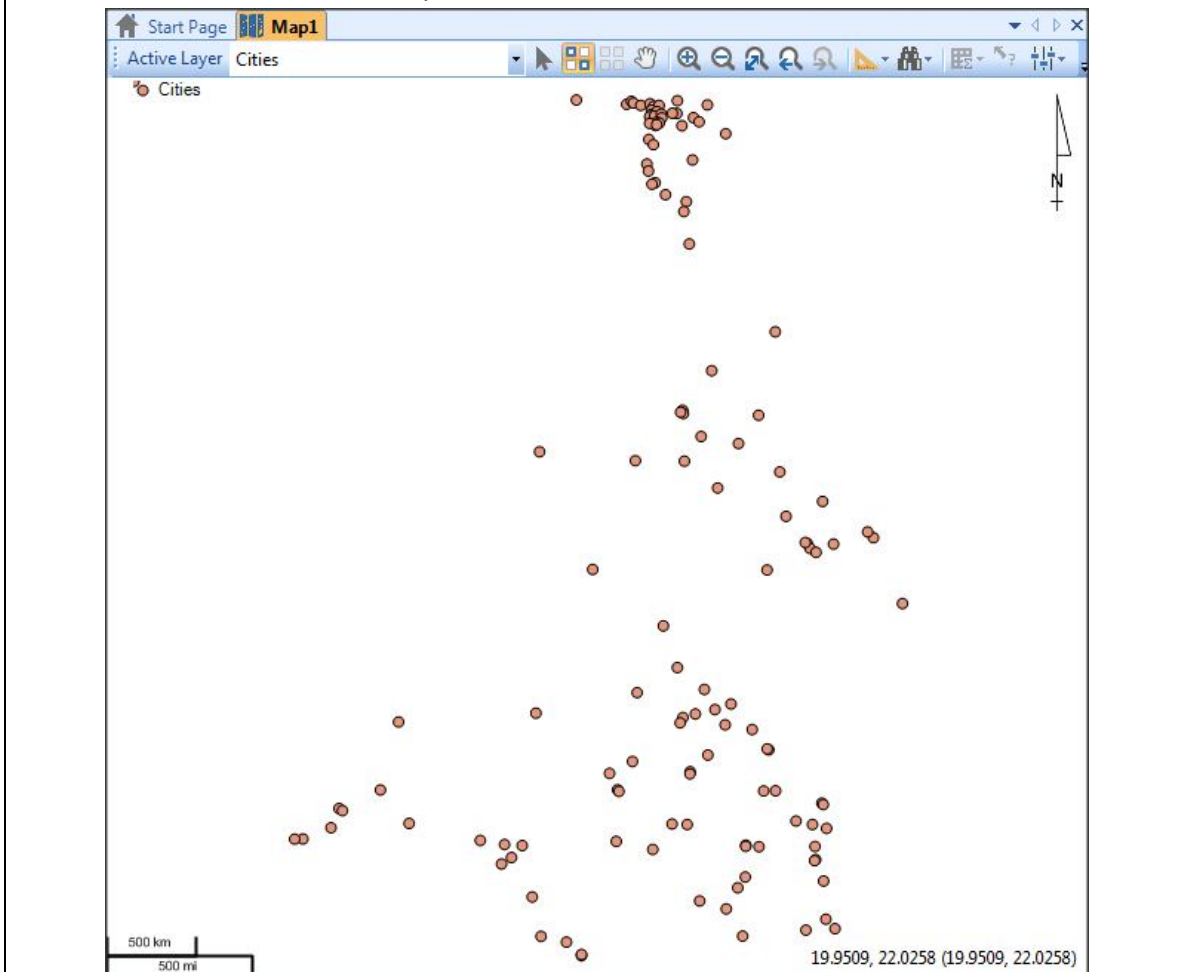 Start Page Map1
Active Layer Cities
Cities
N
500 km
500 mi
19.9509, 22.0258 (19.9509, 22.0258)